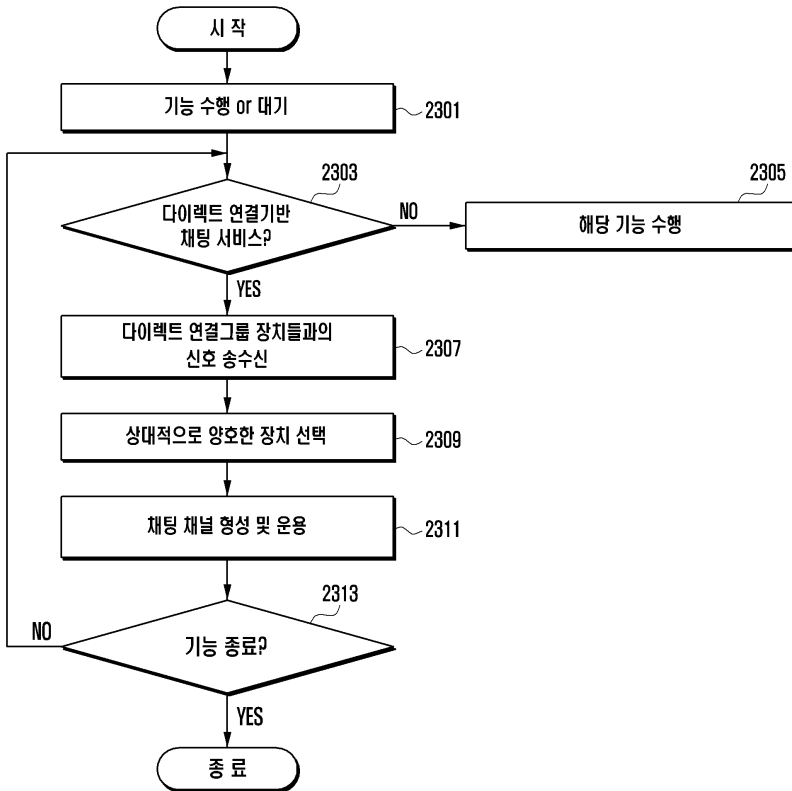 시 작
기능 수행 or 대기
2301
2303
다이렉트 연결기반
채팅 서비스?
NO
2305
해당 기능 수행
YES
다이렉트 연결그룹 장치들과의
신호 송수신
2307
상대적으로 양호한 장치 선택
2309
채팅 채널 형성 및 운용
2311
2313
기능 종료?
NO
YES
종 료